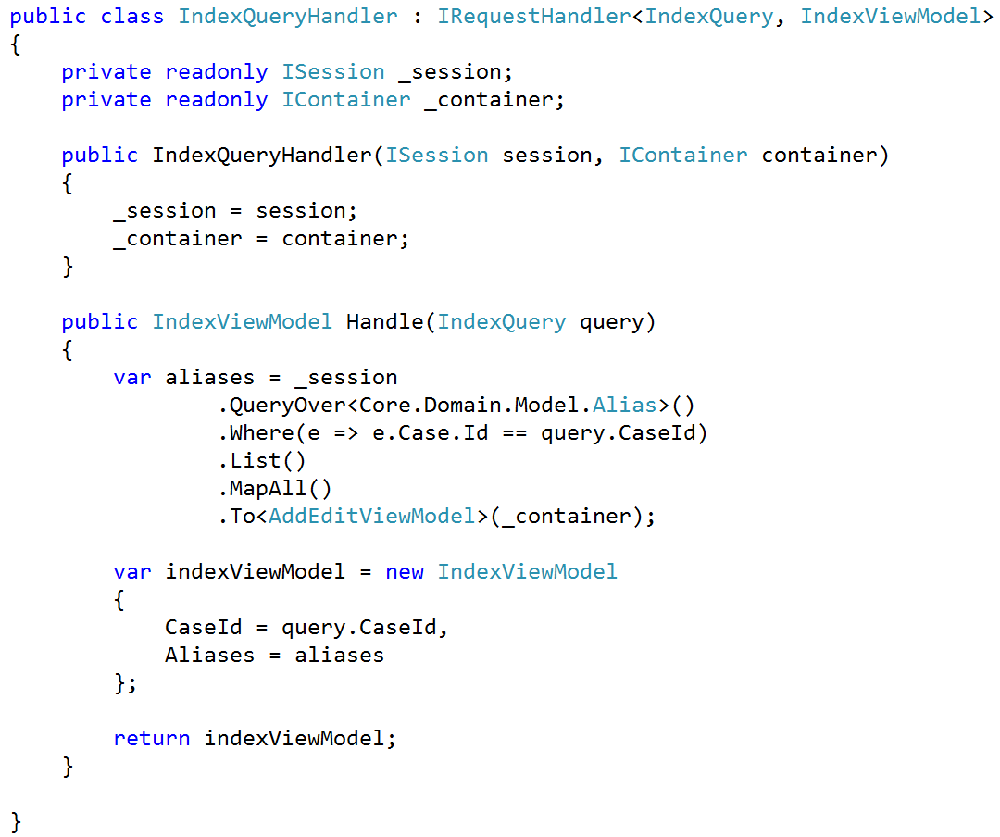 public class IndexQueryHandler : IRequestHandler<IndexQuery, IndexViewModel>
{
    private readonly ISession _session;
    private readonly IContainer _container;

    public IndexQueryHandler(ISession session, IContainer container)
    {
        _session = session;
        _container = container;
    }

    public IndexViewModel Handle(IndexQuery query)
    {
        var aliases = _session
                .QueryOver<Core.Domain.Model.Alias>()
                .Where(e => e.Case.Id == query.CaseId)
                .List()
                .MapAll()
                .To<AddEditViewModel>(_container);

        var indexViewModel = new IndexViewModel
        {
            CaseId = query.CaseId,
            Aliases = aliases
        };

        return indexViewModel;
    }

}